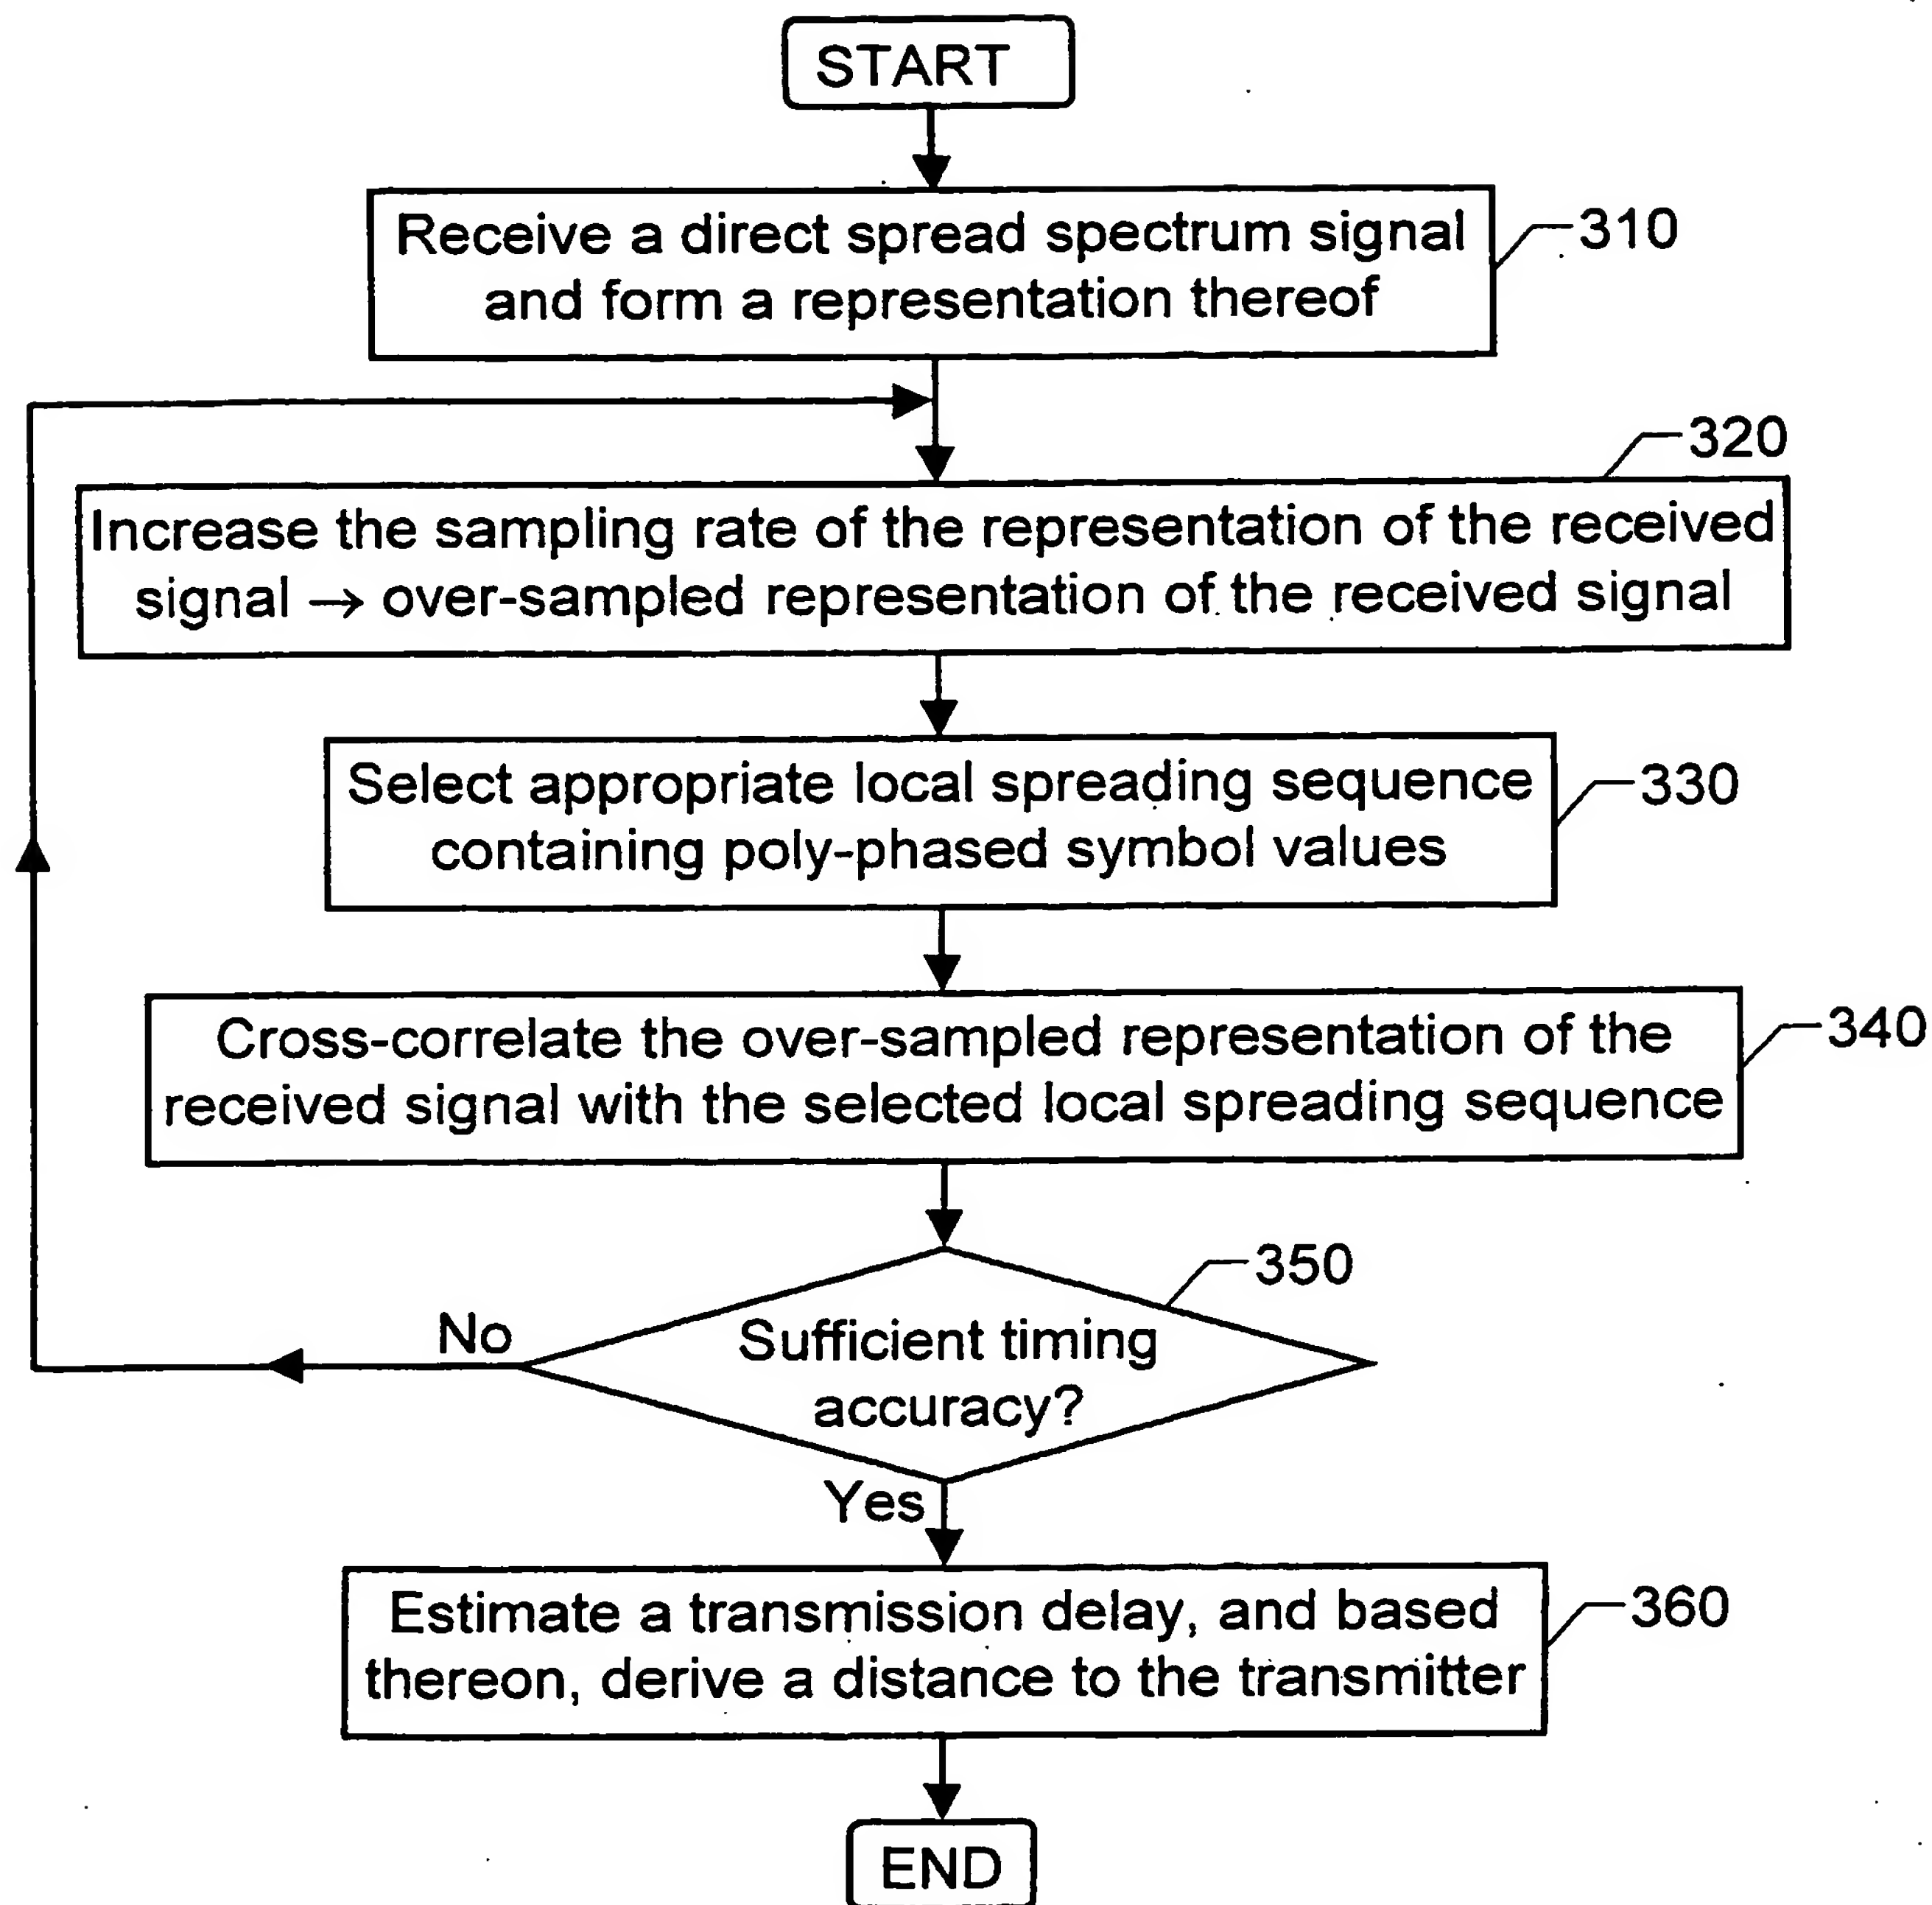 START
Receive a direct spread spectrum signal
and form a representation thereof
310
320
Increase the sampling rate of the representation of the received
signal → over-sampled representation of the received signal
Select appropriate local spreading sequence
containing poly-phased symbol values
330
Cross-correlate the over-sampled representation of the
received signal with the selected local spreading sequence
340
350
No
Sufficient timing
accuracy?
Yes
Estimate a transmission delay, and based
thereon, derive a distance to the transmitter
360
END